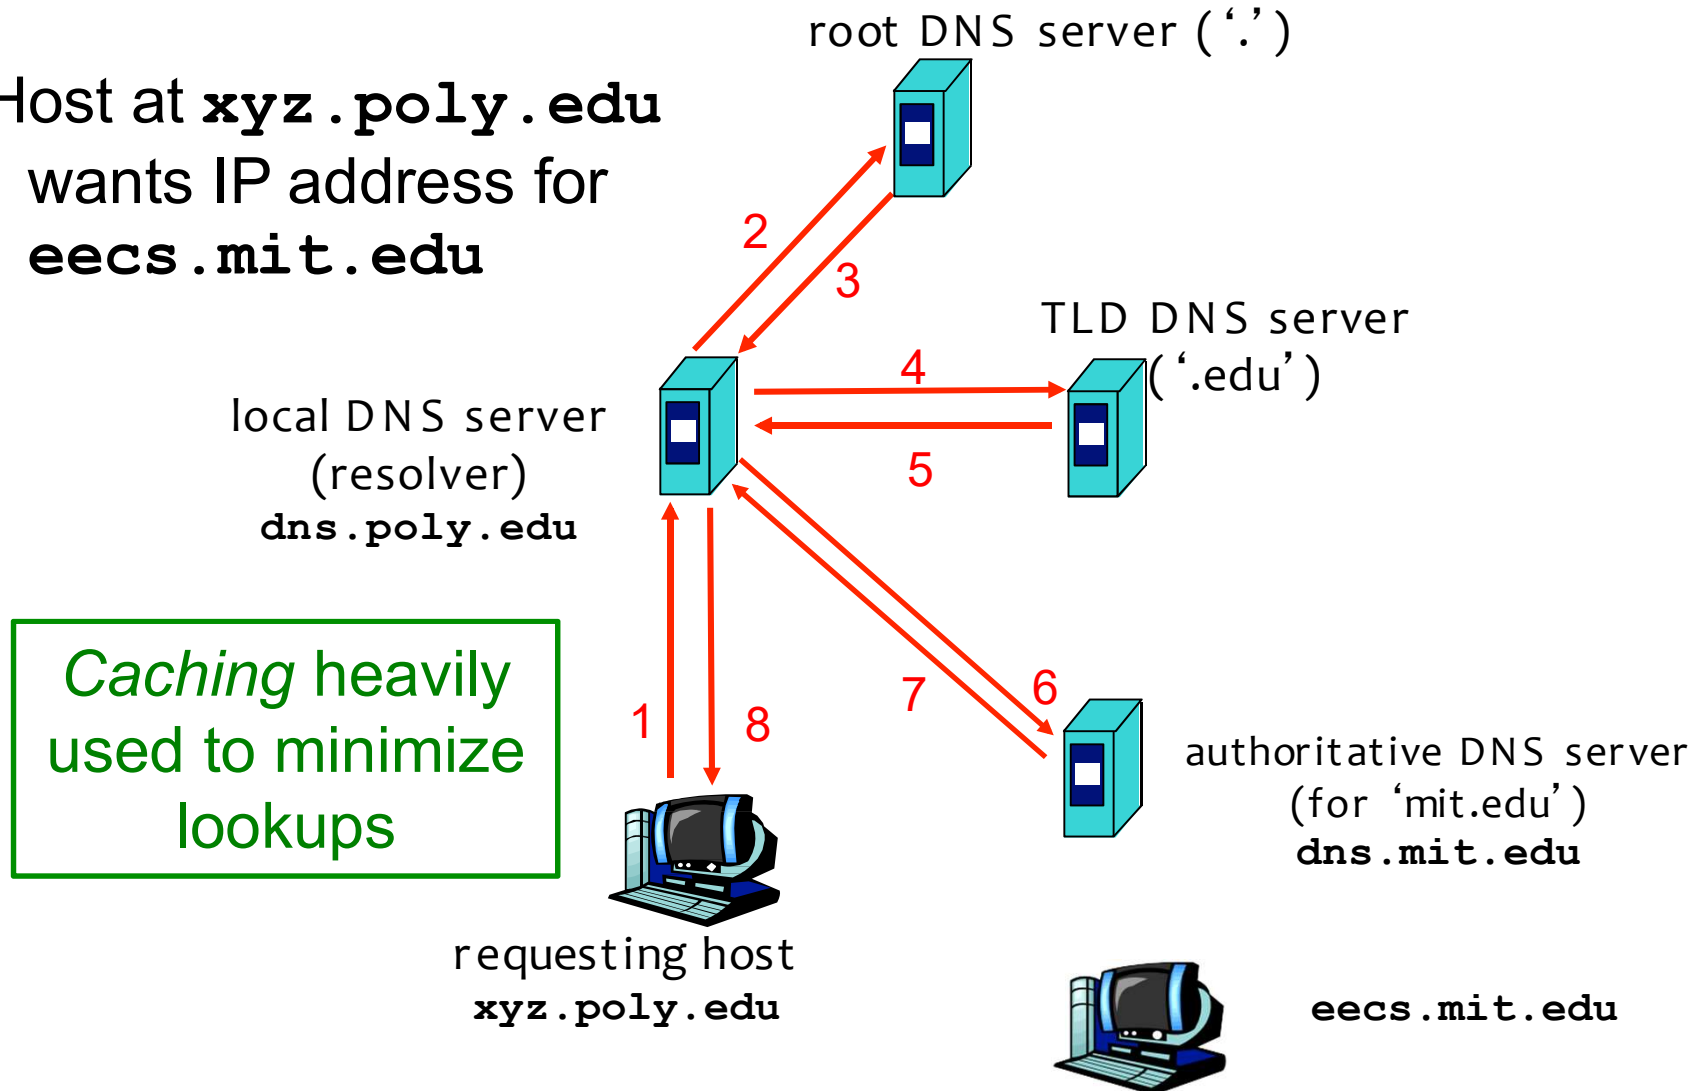 root DNS server (‘.’)
Host at xyz.poly.edu
wants IP address for
eecs.mit.edu
2
3
TLD DNS server
(‘.edu’)
4
local DNS server
(resolver)
dns.poly.edu
5
Caching heavily
used to minimize
lookups
1
8
7
6
authoritative DNS server
(for ‘mit.edu’)
dns.mit.edu
requesting host
xyz.poly.edu
eecs.mit.edu